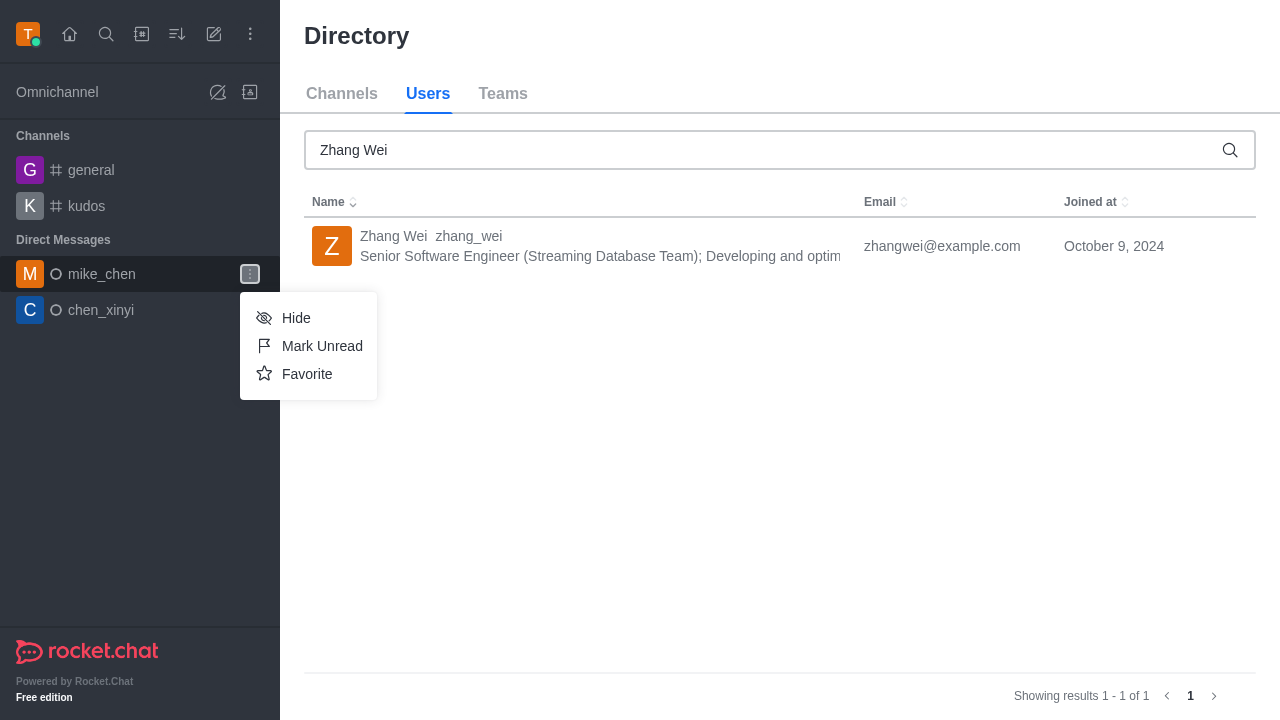 T
Omnichannel
Channels
G general
K kudos
Direct Messages
M mike_chen
C chen_xinyi
Hide
Mark Unread
Favorite
rocket.chat
Powered by Rocket.Chat
Free edition
Directory
Channels Users Teams
Zhang Wei
Name Email Joined at
Z Zhang Wei zhang_wei
Senior Software Engineer (Streaming Database Team); Developing and optim
zhangwei@example.com October 9, 2024
Showing results 1 - 1 of 1 1